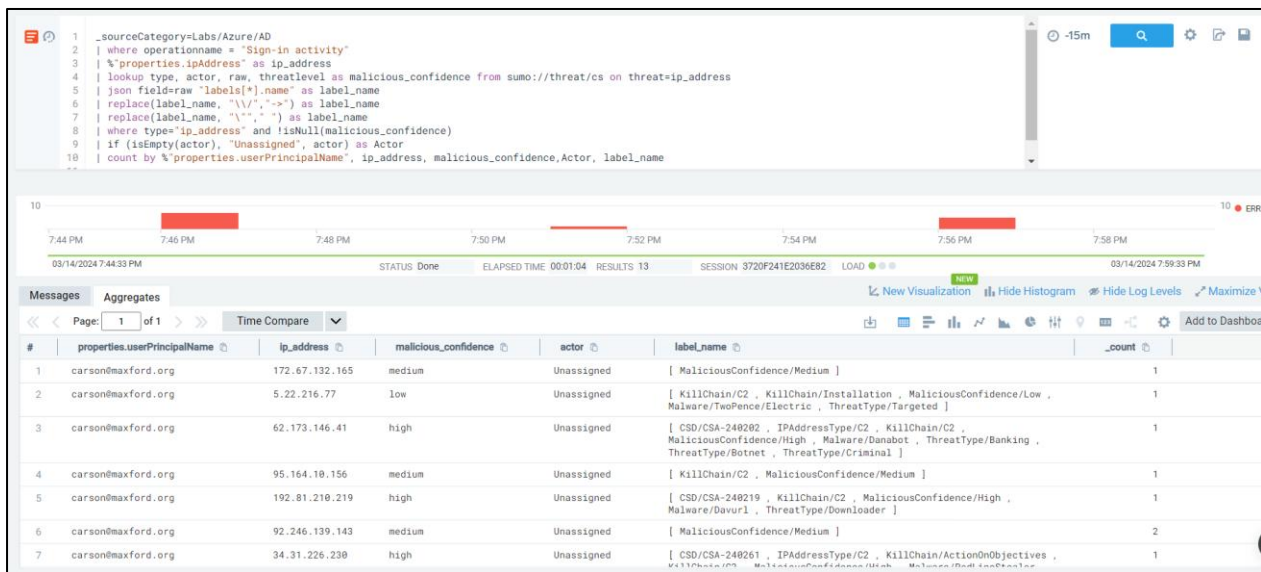 1 _sourceCategory=Labs/Azure/AD
2 | where operationname = "Sign-in activity"
3 | %"properties.ipAddress" as ip_address
4 | lookup type, actor, raw, threatlevel as malicious_confidence from sumo://threat/cs on threat=ip_address
5 | json field=raw "labels[*].name" as label_name
6 | replace(label_name, "\\/","->") as label_name
7 | replace(label_name, "\""," ") as label_name
8 | where type="ip_address" and !isNull(malicious_confidence)
9 | if (isEmpty(actor), "Unassigned", actor) as Actor
10 | count by %"properties.userPrincipalName", ip_address, malicious_confidence,Actor, label_name
-15m
10
10 ERR
7:44 PM 7:46 PM 7:48 PM 7:50 PM 7:52 PM 7:54 PM 7:56 PM 7:58 PM
03/14/2024 7:44:33 PM STATUS Done ELAPSED TIME 00:01:04 RESULTS 13 SESSION 3720F241E2036E82 LOAD 03/14/2024 7:59:33 PM
NEW
Messages Aggregates New Visualization Hide Histogram Hide Log Levels Maximize
Page: 1 of 1 Time Compare Add to Dashboa
# properties.userPrincipalName ip_address malicious_confidence actor label_name _count
1 carson@maxford.org 172.67.132.165 medium Unassigned [ MaliciousConfidence/Medium ] 1
2 carson@maxford.org 5.22.216.77 low Unassigned [ KillChain/C2 , KillChain/Installation , MaliciousConfidence/Low , 1
Malware/TwoPence/Electric , ThreatType/Targeted ]
3 carson@maxford.org 62.173.146.41 high Unassigned [ CSD/CSA-240202 , IPAddressType/C2 , KillChain/C2 , 1
MaliciousConfidence/High , Malware/Danabot , ThreatType/Banking ,
ThreatType/Botnet , ThreatType/Criminal ]
4 carson@maxford.org 95.164.10.156 medium Unassigned [ KillChain/C2 , MaliciousConfidence/Medium ] 1
5 carson@maxford.org 192.81.210.219 high Unassigned [ CSD/CSA-240219 , KillChain/C2 , MaliciousConfidence/High , 1
Malware/Davurl , ThreatType/Downloader ]
6 carson@maxford.org 92.246.139.143 medium Unassigned [ MaliciousConfidence/Medium ] 2
7 carson@maxford.org 34.31.226.230 high Unassigned [ CSD/CSA-240261 , IPAddressType/C2 , KillChain/ActionOnObjectives , 1
KillChain/C2 , MaliciousConfidence/High , Malware/RedLineStealer